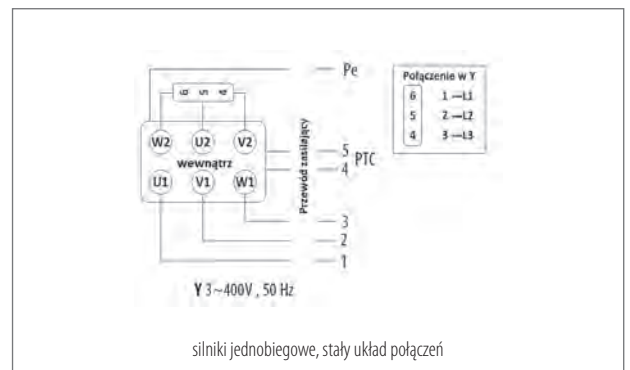 Pe
6 5 4
W2 U2 V2
wewnątrz
U1 V1 W1
Przewód zasilający
5
4
PTC
3
2
1
Połączenie w Y
6 1 —L1
5 2 —L2
4 3 —L3
Y 3~400V , 50 Hz
silniki jednobiegowe, stały układ połączeń